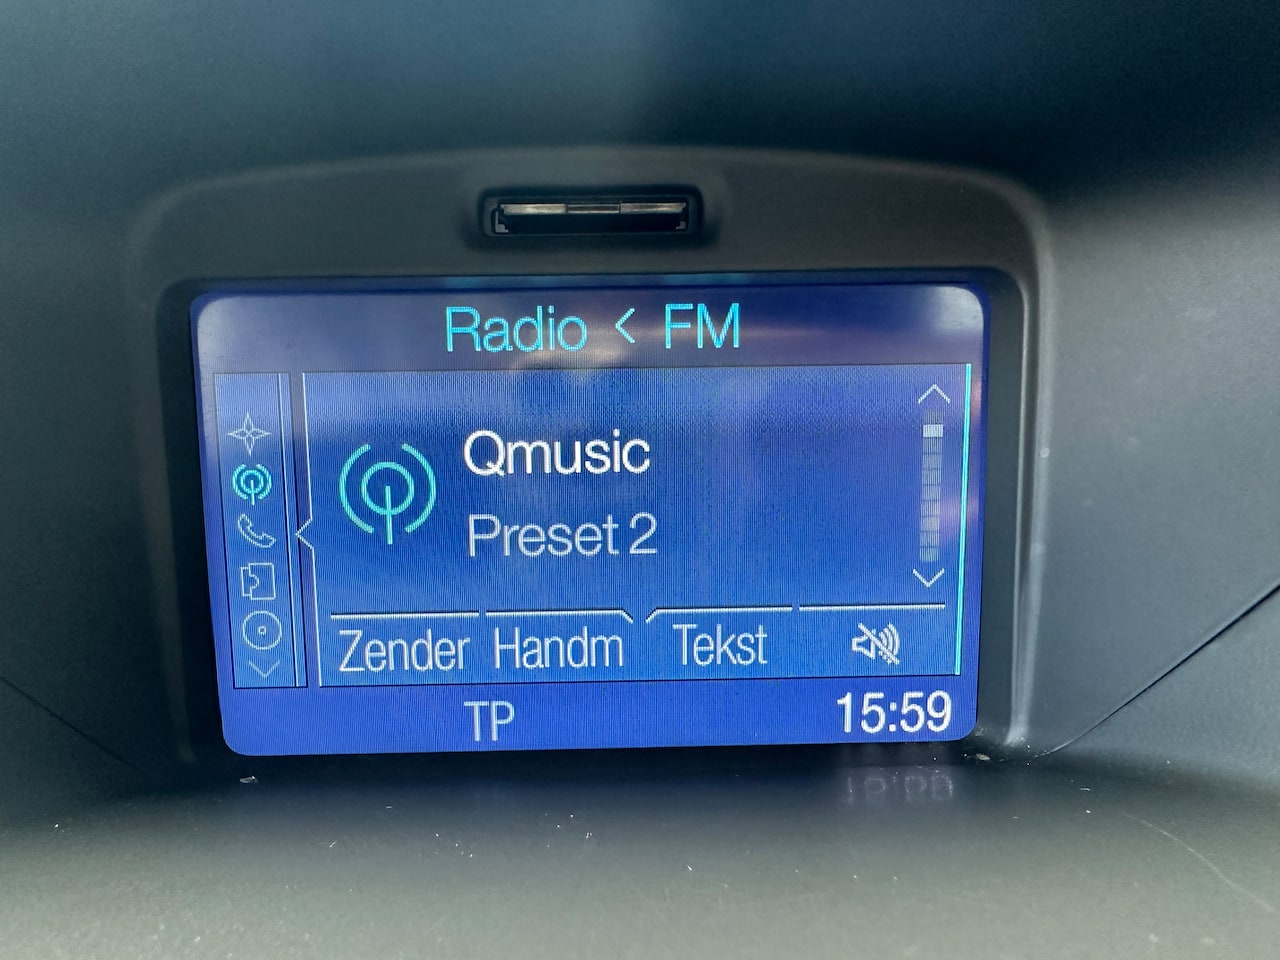 Radio < FM
Qmusic
Preset 2
Zender Handm Tekst
TP 15:59